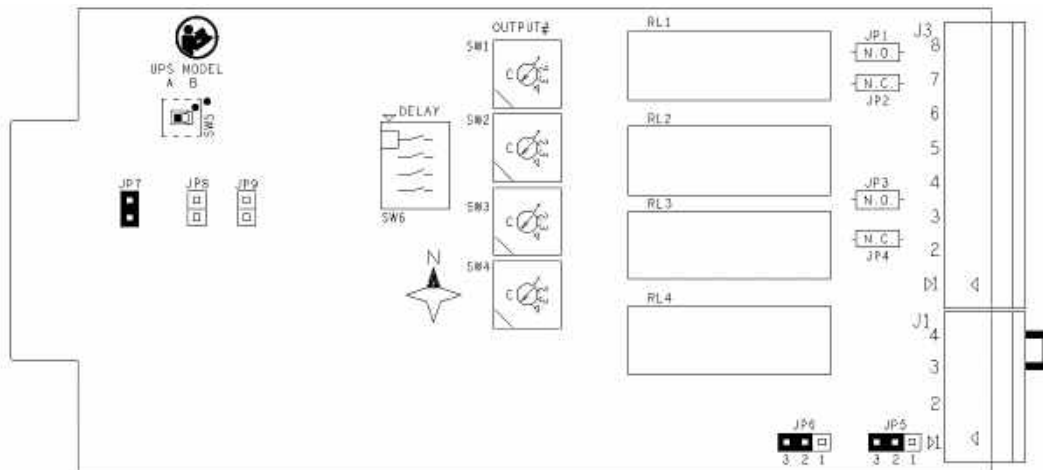 OUTPUT#
UPS MODEL
A B
SW5
JP7
JP8
JP9
DELAY
SW6
N
SW1
C
SW2
C
SW3
C
SW4
C
RL1
RL2
RL3
RL4
JP1
N.O.
N.C.
JP2
JP3
N.O.
N.C.
JP4
J3
8
7
6
5
4
3
2
1
J1
4
3
2
1
JP6
3 2 1
JP5
3 2 1